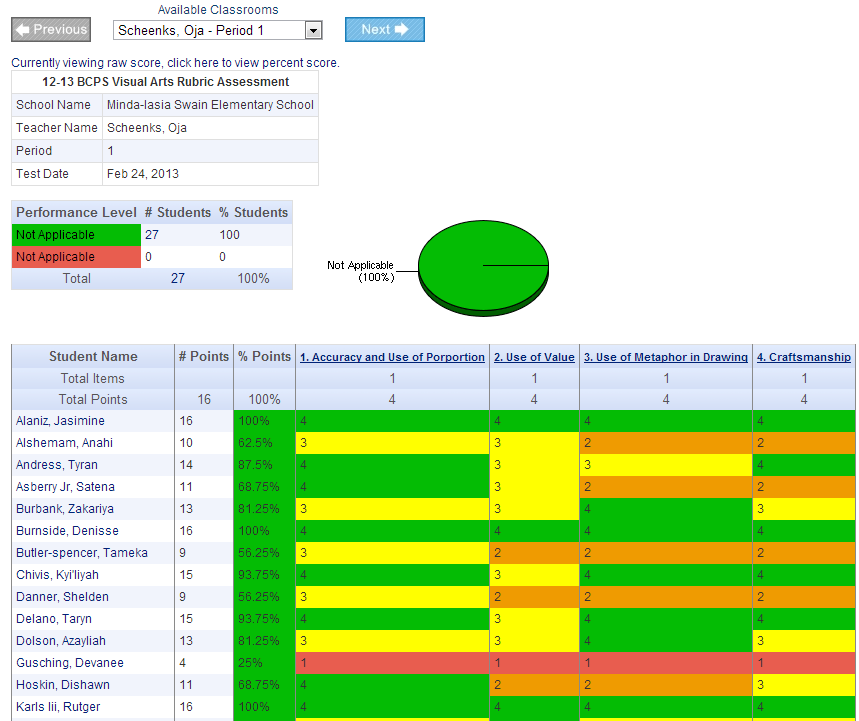 Available Classrooms
Previous Scheenks, Oja - Period 1 Next
Currently viewing raw score, click here to view percent score.
12-13 BCPS Visual Arts Rubric Assessment
School Name Minda-lasia Swain Elementary School
Teacher Name Scheenks, Oja
Period 1
Test Date Feb 24, 2013
Performance Level # Students % Students
Not Applicable 27 100
Not Applicable 0 0
Total 27 100%
Not Applicable
(100%)
Student Name # Points % Points 1. Accuracy and Use of Porportion 2. Use of Value 3. Use of Metaphor in Drawing 4. Craftsmanship
Total Items 1 1 1 1
Total Points 16 100% 4 4 4 4
Alaniz, Jasimine 16 100% 4 4 4 4
Alshemam, Anahi 10 62.5% 3 3 2 2
Andress, Tyran 14 87.5% 4 3 3 4
Asberry Jr, Satena 11 68.75% 4 3 2 2
Burbank, Zakariya 13 81.25% 3 3 4 3
Burnside, Denisse 16 100% 4 4 4 4
Butler-spencer, Tameka 9 56.25% 3 2 2 2
Chivis, Kyi'liyah 15 93.75% 4 3 4 4
Danner, Shelden 9 56.25% 3 2 2 2
Delano, Taryn 15 93.75% 4 3 4 4
Dolson, Azayliah 13 81.25% 3 3 4 3
Gusching, Devanee 4 25% 1 1 1 1
Hoskin, Dishawn 11 68.75% 4 2 2 3
Karls Iii, Rutger 16 100% 4 4 4 4